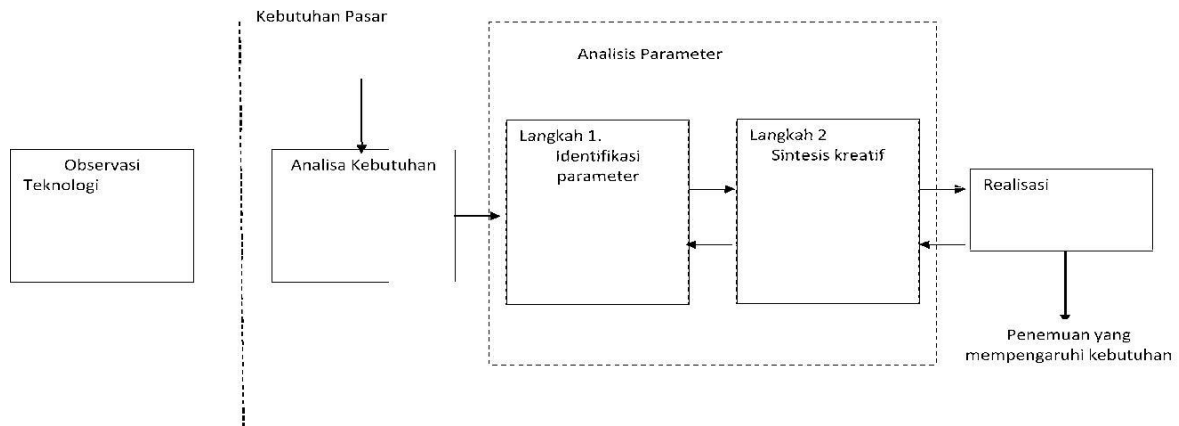 Kebutuhan Pasar
Analisis Parameter
Observasi
Teknologi
Analisa Kebutuhan
Langkah 1.
Identifikasi
parameter
Langkah 2
Sintesis kreatif
Realisasi
Penemuan yang
mempengaruhi kebutuhan